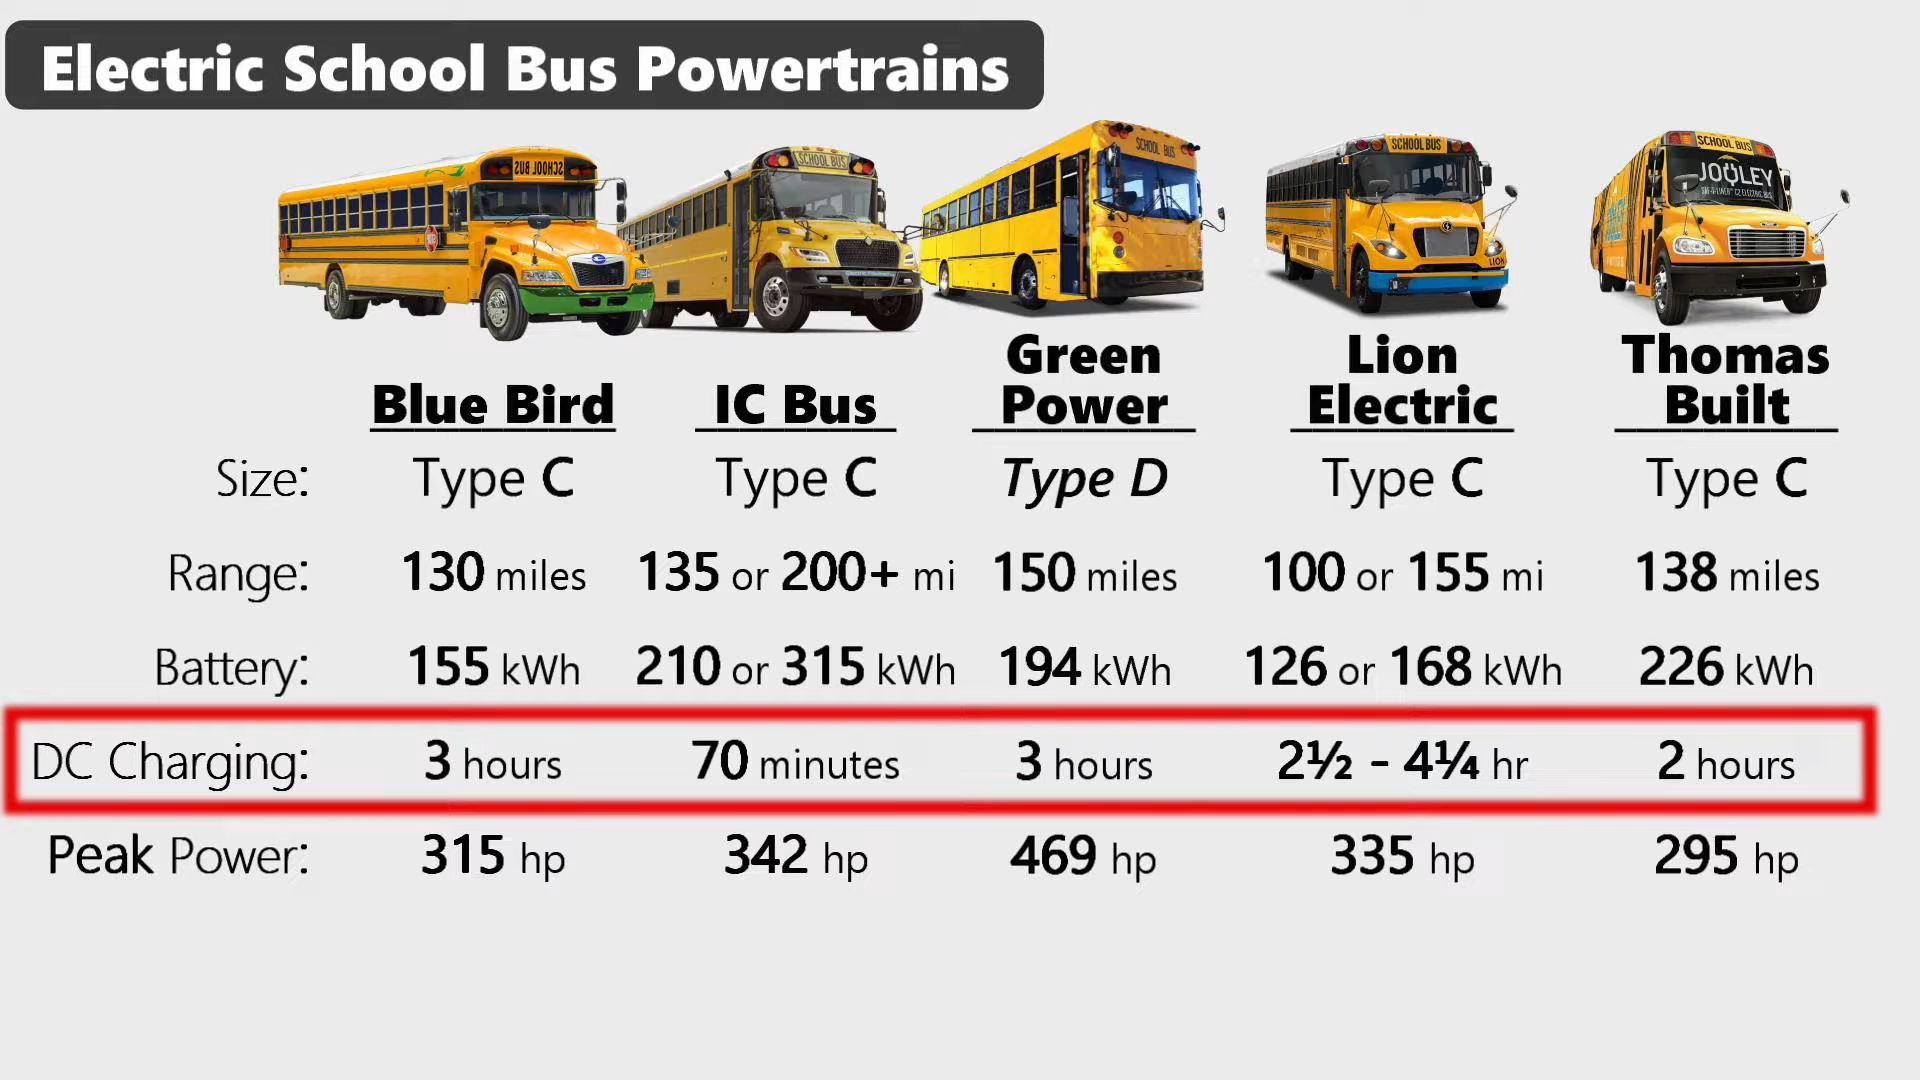 Electric School Bus Powertrains
SCHOOL BUS
SCHOOL BUS
SCHOOL BUS
SCHOOL BUS
SCHOOL BUS
JOULEY
LION
Blue Bird
IC Bus
Green
Power
Lion
Electric
Thomas
Built
Size: Type C Type C Type D Type C Type C
Range: 130 miles 135 or 200+ mi 150 miles 100 or 155 mi 138 miles
Battery: 155 kWh 210 or 315 kWh 194 kWh 126 or 168 kWh 226 kWh
DC Charging: 3 hours 70 minutes 3 hours 2½ - 4¼ hr 2 hours
Peak Power: 315 hp 342 hp 469 hp 335 hp 295 hp